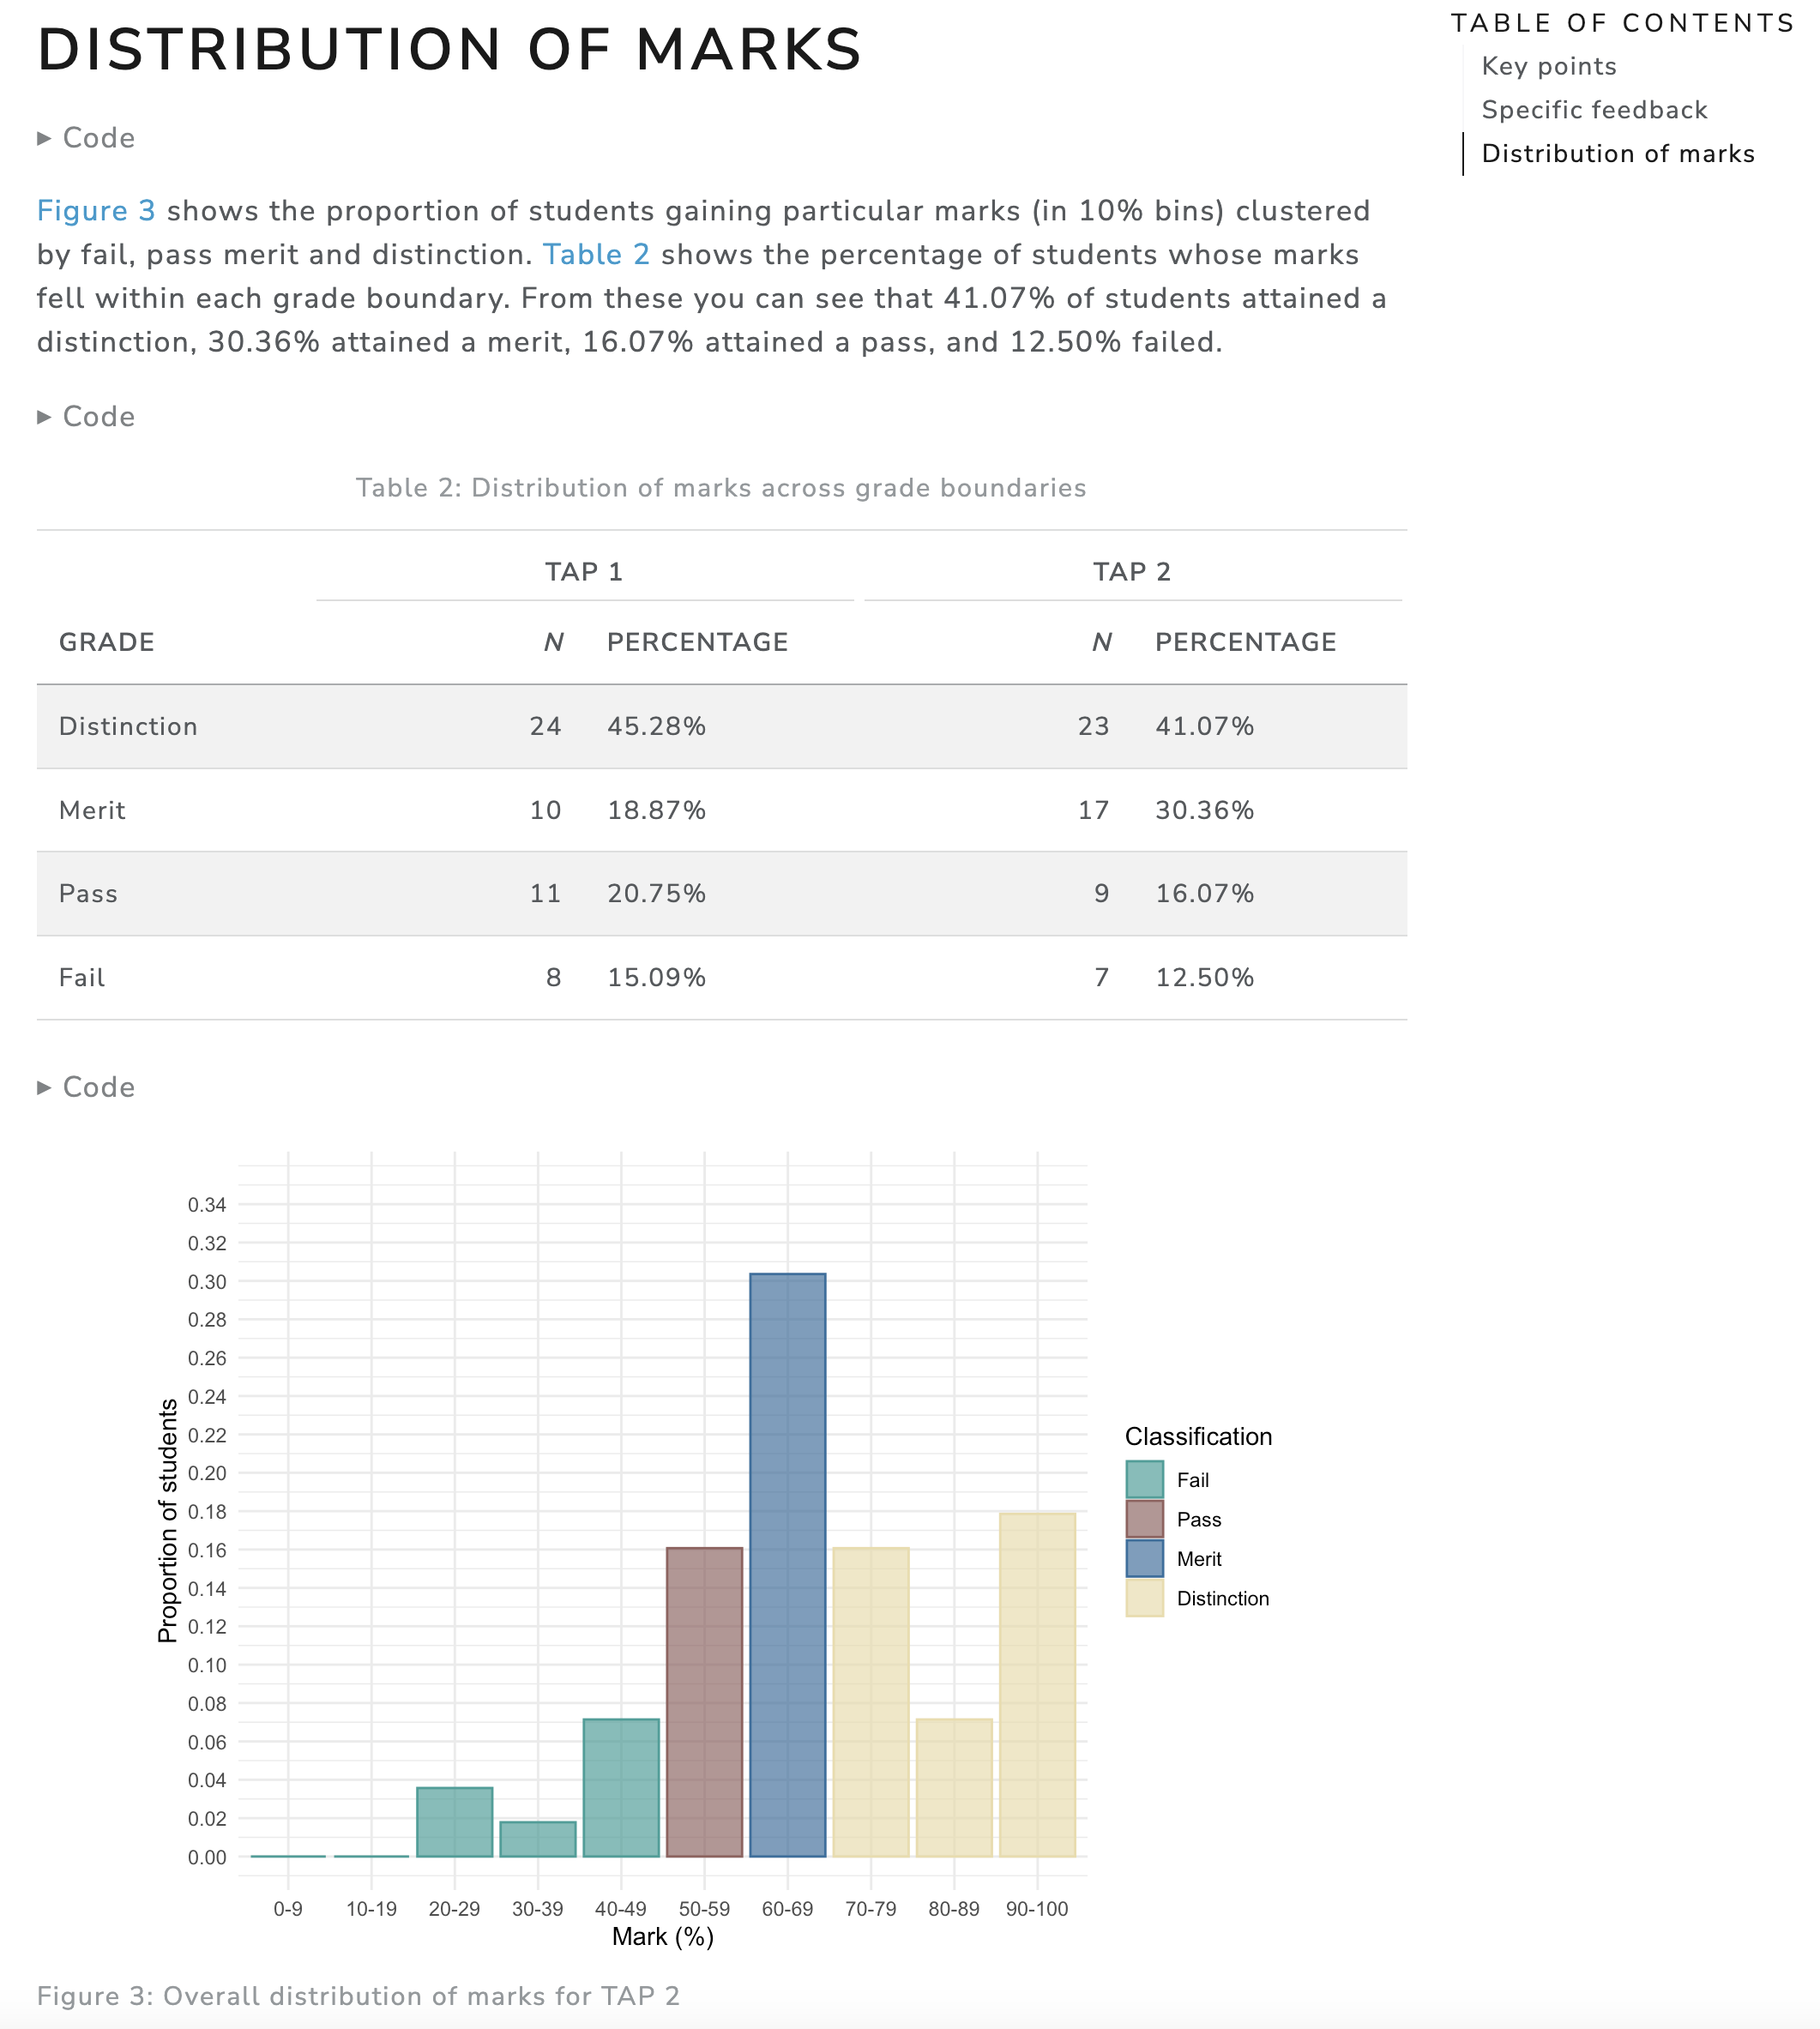 DISTRIBUTION OF MARKS
TABLE OF CONTENTS
Key points
Specific feedback
Distribution of marks
▶ Code
Figure 3 shows the proportion of students gaining particular marks (in 10% bins) clustered
by fail, pass merit and distinction. Table 2 shows the percentage of students whose marks
fell within each grade boundary. From these you can see that 41.07% of students attained a
distinction, 30.36% attained a merit, 16.07% attained a pass, and 12.50% failed.
▶ Code
Table 2: Distribution of marks across grade boundaries
TAP 1 TAP 2
GRADE N PERCENTAGE N PERCENTAGE
Distinction 24 45.28% 23 41.07%
Merit 10 18.87% 17 30.36%
Pass 11 20.75% 9 16.07%
Fail 8 15.09% 7 12.50%
▶ Code
Proportion of students
0.34
0.32
0.30
0.28
0.26
0.24
0.22
0.20
0.18
0.16
0.14
0.12
0.10
0.08
0.06
0.04
0.02
0.00
0-9 10-19 20-29 30-39 40-49 50-59 60-69 70-79 80-89 90-100
Mark (%)
Classification
Fail
Pass
Merit
Distinction
Figure 3: Overall distribution of marks for TAP 2